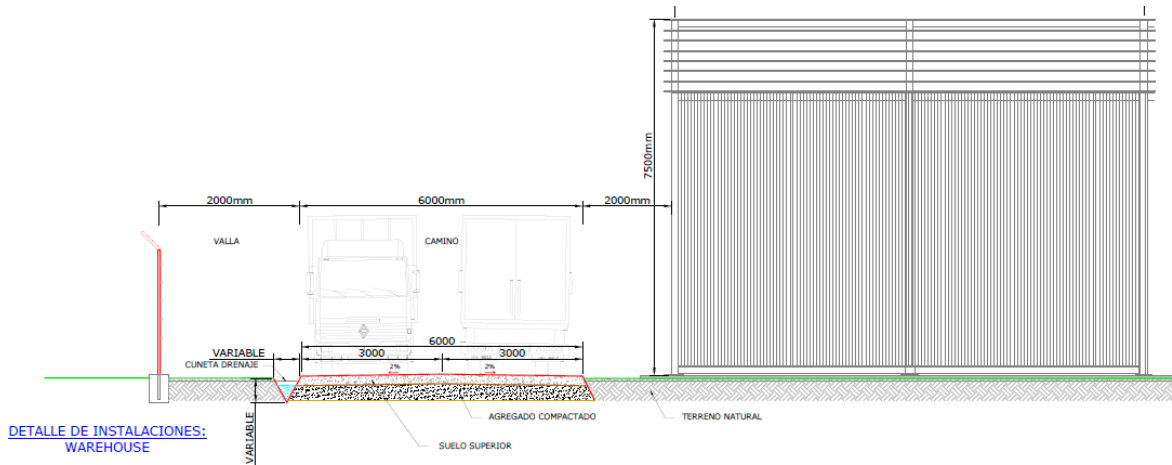 7500mm
2000mm
6000mm
2000mm
VALLA
CAMINO
6000
VARIABLE
3000
3000
CUNETA DRENAJE
2%
2%
AGREGADO COMPACTADO
TERRENO NATURAL
DETALLE DE INSTALACIONES:
WAREHOUSE
SUELO SUPERIOR
VARIABLE